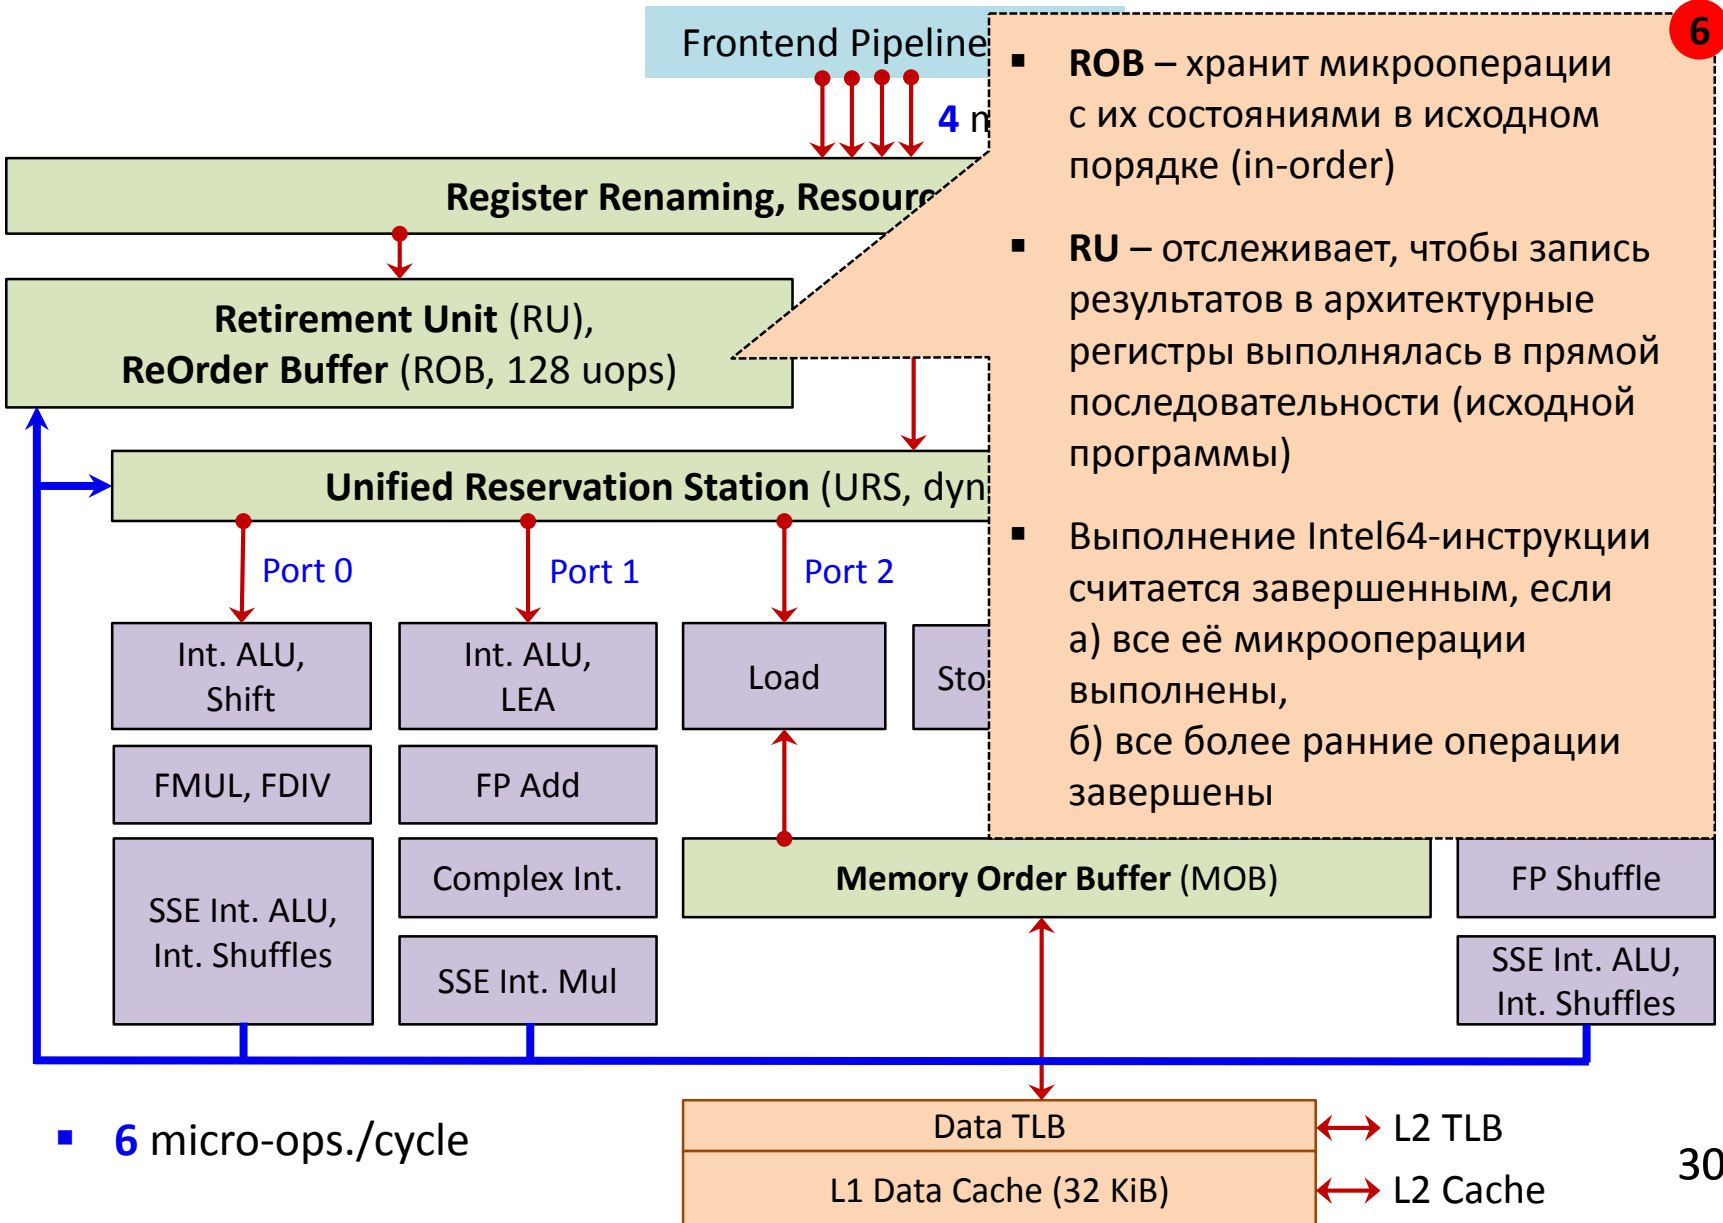 Frontend Pipeline
4
Register Renaming,
Retirement Unit (RU),
ReOrder Buffer (ROB, 128 uops)
Unified Reservation Station (URS,
Port 0
Port 1
Port 2
Int. ALU,
Shift
Int. ALU,
LEA
Load
FMUL, FDIV
FP Add
SSE Int. ALU,
Int. Shuffles
Complex Int.
SSE Int. Mul
Memory Order Buffer (MOB)
FP Shuffle
SSE Int. ALU,
Int. Shuffles
6
▪ ROB – хранит микрооперации
с их состояниями в исходном
порядке (in-order)
▪ RU – отслеживает, чтобы запись
результатов в архитектурные
регистры выполнялась в прямой
последовательности (исходной
программы)
▪ Выполнение Intel64-инструкции
считается завершенным, если
а) все её микрооперации
выполнены,
б) все более ранние операции
завершены
▪ 6 micro-ops./cycle
Data TLB
L2 TLB
L1 Data Cache (32 KiB)
L2 Cache
30